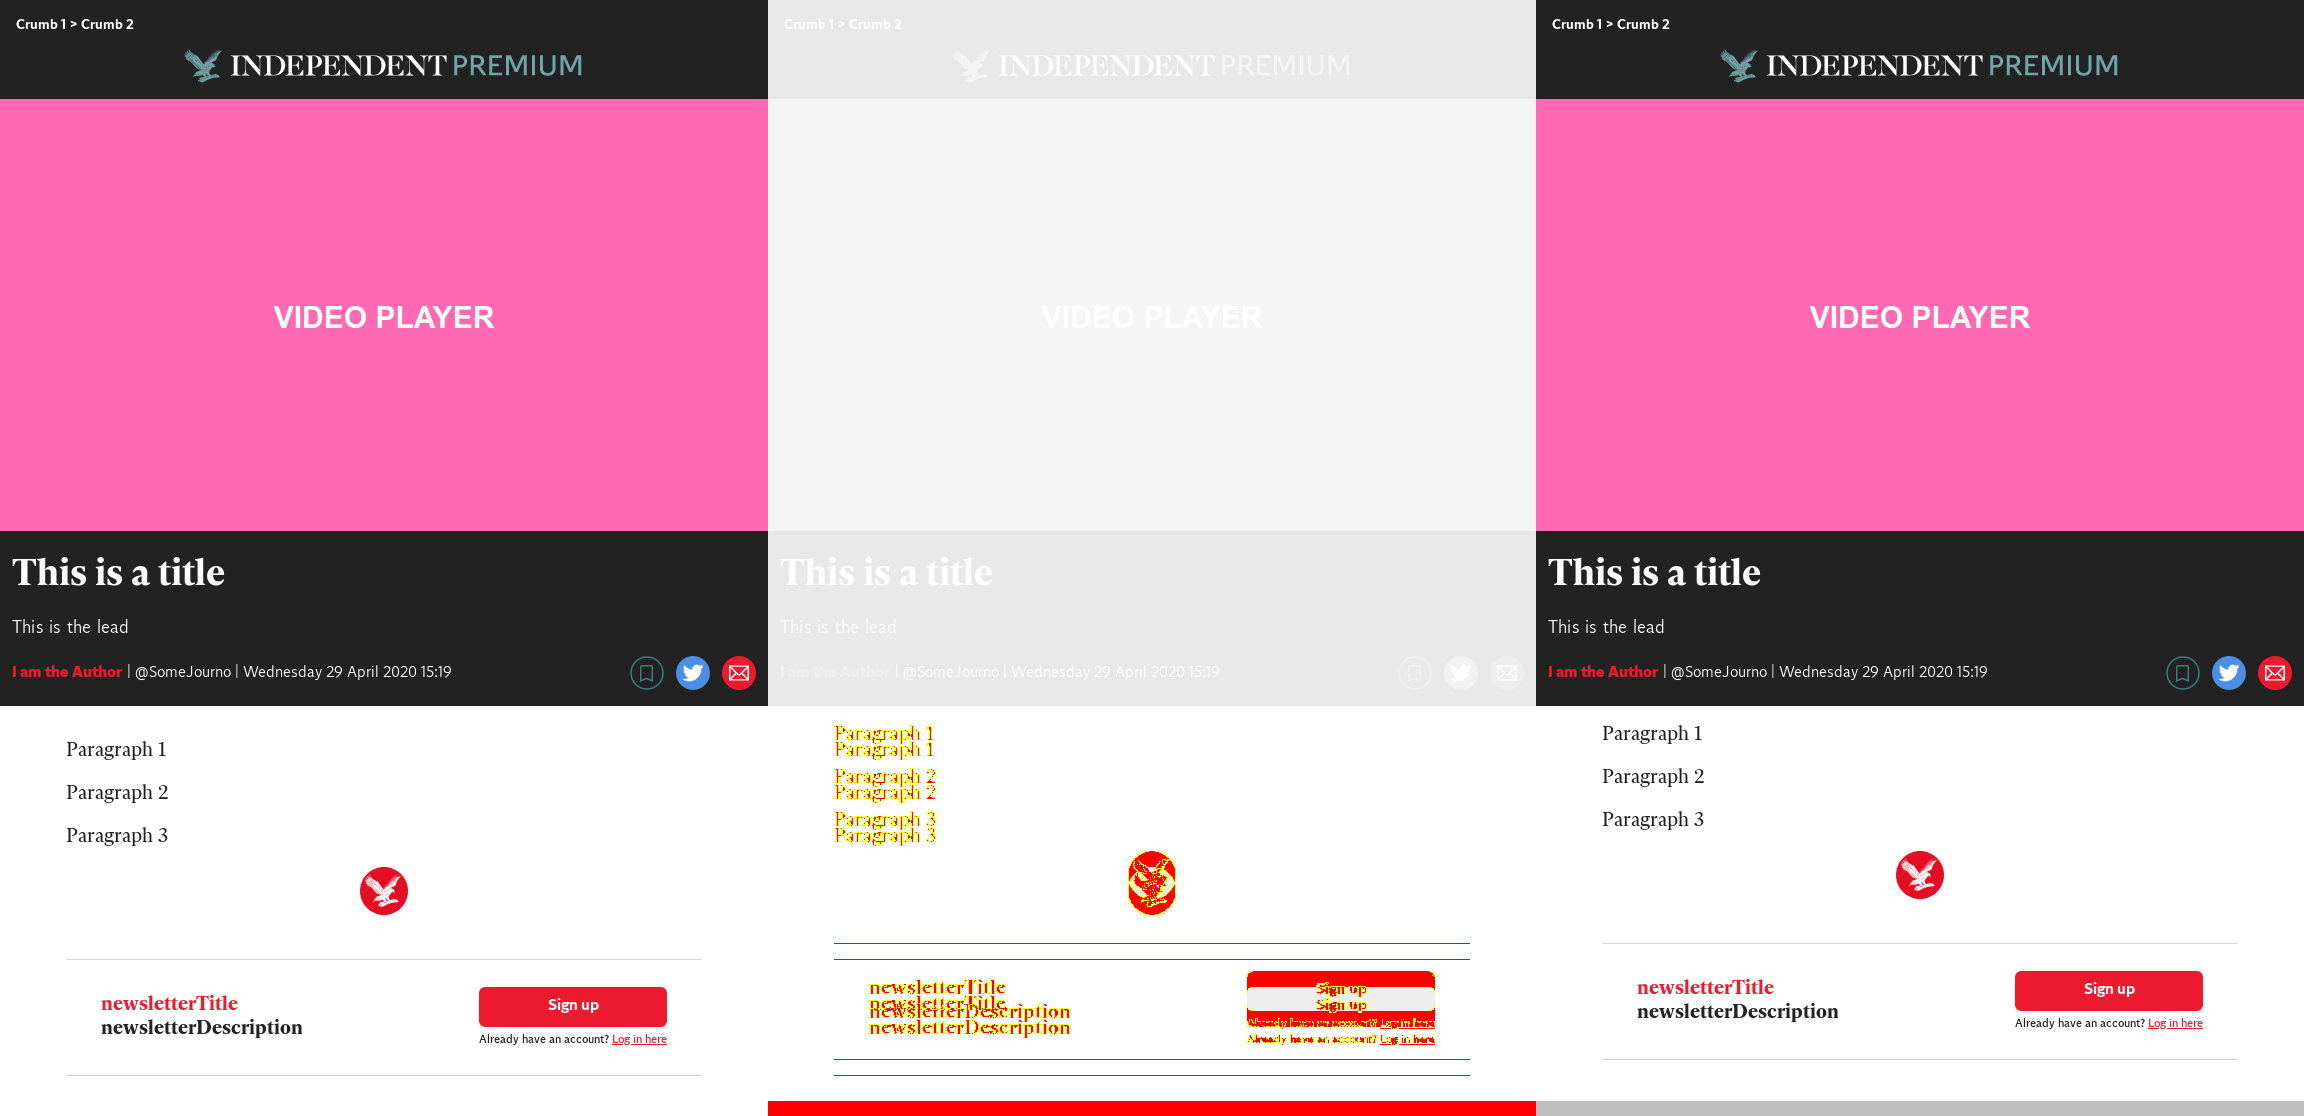 Crumb 1 > Crumb 2
INDEPENDENT PREMIUM
VIDEO PLAYER
This is a title
This is the lead
I am the Author | @SomeJourno | Wednesday 29 April 2020 15:19
Paragraph 1
Paragraph 2
Paragraph 3
newsletterTitle
newsletterDescription
Sign up
Already have an account? Log in here
Crumb 1 > Crumb 2
INDEPENDENT PREMIUM
VIDEO PLAYER
This is a title
This is the lead
I am the Author | @SomeJourno | Wednesday 29 April 2020 15:19
Paragraph 1
Paragraph 1
Paragraph 2
Paragraph 2
Paragraph 3
Paragraph 3
newsletterTitle
newsletterTitle
newsletterDescription
newsletterDescription
Sign up
Sign up
Already have an account? Log in here
Already have an account? Log in here
Crumb 1 > Crumb 2
INDEPENDENT PREMIUM
VIDEO PLAYER
This is a title
This is the lead
I am the Author | @SomeJourno | Wednesday 29 April 2020 15:19
Paragraph 1
Paragraph 2
Paragraph 3
newsletterTitle
newsletterDescription
Sign up
Already have an account? Log in here